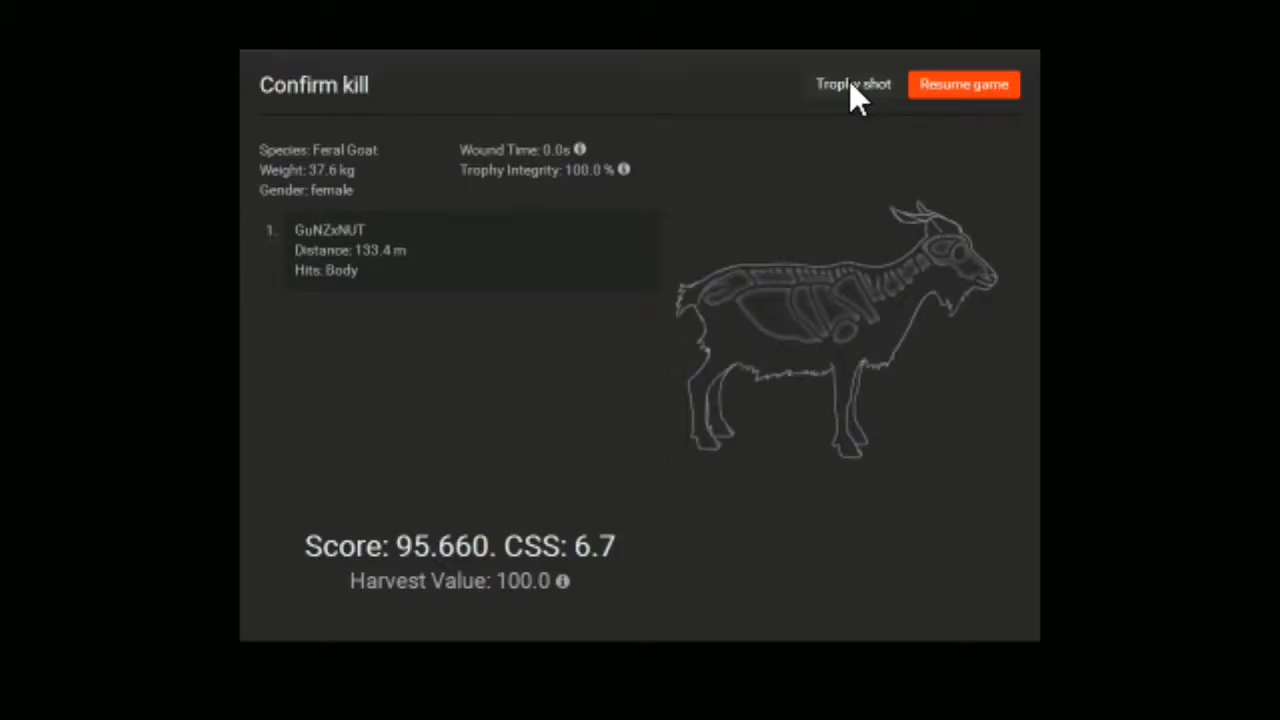 Confirm kill
Trophy shot
Resume game
Species: Feral Goat
Weight: 37.6 kg
Gender: female
Wound Time: 0.0s
Trophy Integrity: 100.0 %
1.
GuNZxNUT
Distance: 133.4 m
Hits: Body
Score: 95.660. CSS: 6.7
Harvest Value: 100.0